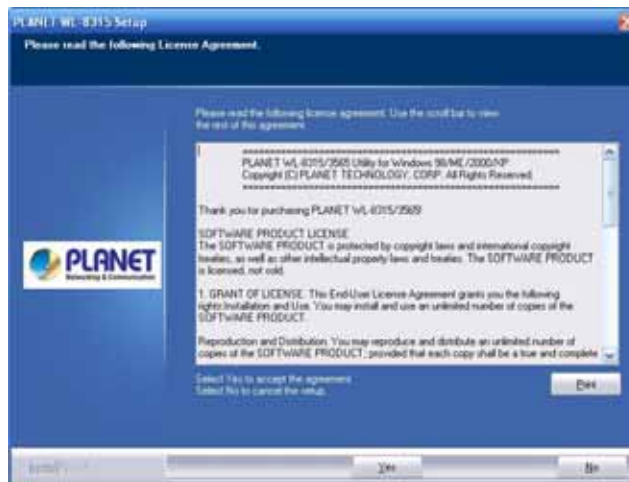 PLANET WL-8315 Setup
Please read the following License Agreement.
Please read the following license agreement. Use the scroll bar to view
the rest of this agreement.
============================================
PLANET WL-8315/3565 Utility for Windows 98/ME/2000/XP
Copyright (C) PLANET TECHNOLOGY, CORP. All Rights Reserved.
============================================
Thank you for purchasing PLANET WL-8315/3565!
SOFTWARE PRODUCT LICENSE
The SOFTWARE PRODUCT is protected by copyright laws and international copyright
treaties, as well as other intellectual property laws and treaties. The SOFTWARE PRODUCT
is licensed, not sold.
1. GRANT OF LICENSE. This End-User License Agreement grants you the following
rights:Installation and Use. You may install and use an unlimited number of copies of the
SOFTWARE PRODUCT.
Reproduction and Distribution. You may reproduce and distribute an unlimited number of
copies of the SOFTWARE PRODUCT; provided that each copy shall be a true and complete
PLANET
Networking & Communication
Select Yes to accept the agreement.
Select No to cancel the setup.
Print
Yes
No